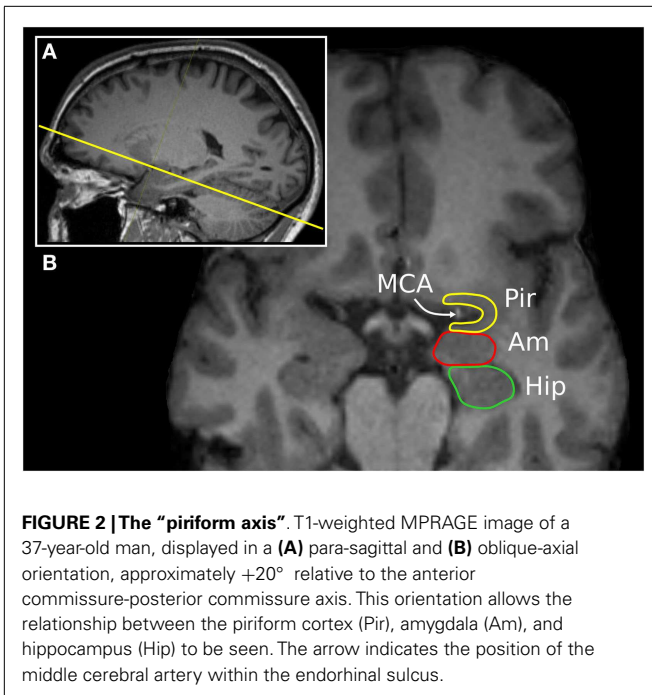 A
B
MCA
Pir
Am
Hip
FIGURE 2 | The “piriform axis”. T1-weighted MPRAGE image of a
37-year-old man, displayed in a (A) para-sagittal and (B) oblique-axial
orientation, approximately +20° relative to the anterior
commissure-posterior commissure axis. This orientation allows the
relationship between the piriform cortex (Pir), amygdala (Am), and
hippocampus (Hip) to be seen. The arrow indicates the position of the
middle cerebral artery within the endorhinal sulcus.